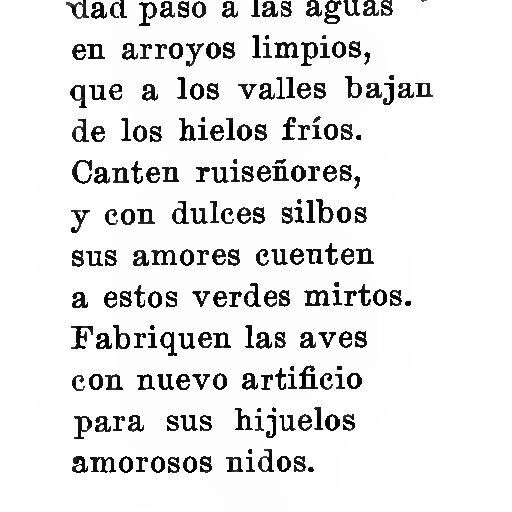 dad paso a las aguas
en arroyos limpios,
que a los valles bajan
de los hielos fríos.
Canten ruiseñores,
y con dulces silbos
sus amores cuenten
a estos verdes mirtos.
Fabriquen las aves
con nuevo artificio
para sus hijuelos
amorosos nidos.